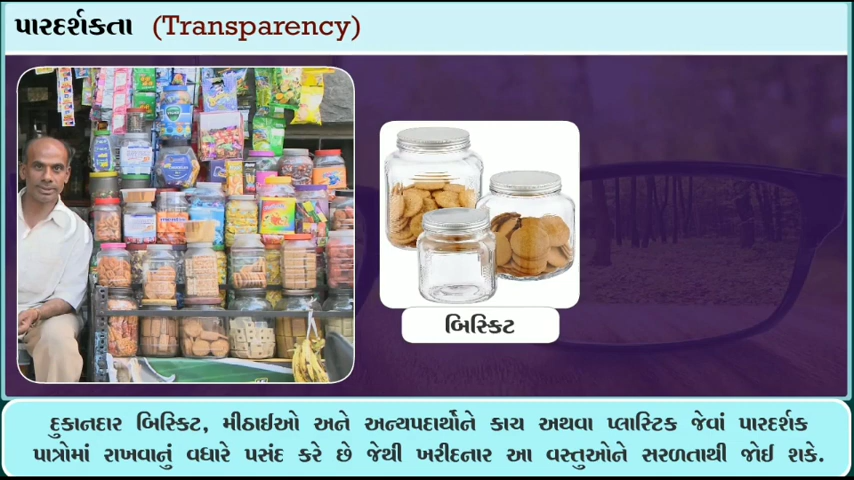 પારદર્શકતા (Transparency)
બિસ્કિટ
દુકાનદાર બિસ્કિટ, મીઠાઈઓ અને અન્યપદાર્થોને કાચ અથવા પ્લાસ્ટિક જેવાં પારદર્શક
પાત્રોમાં રાખવાનું વધારે પસંદ કરે છે જેથી ખરીદનાર આ વસ્તુઓને સરળતાથી જોઈ શકે.